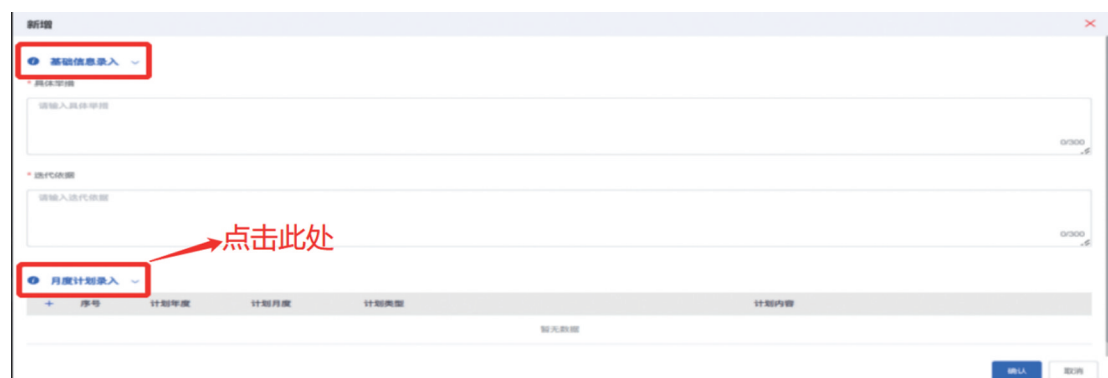 新增
基础信息录入
* 具体举措
请输入具体举措
0/300
* 迭代依据
请输入迭代依据
0/300
点击此处
月度计划录入
+ 序号 计划年度 计划月度 计划类型 计划内容
暂无数据
确认 取消